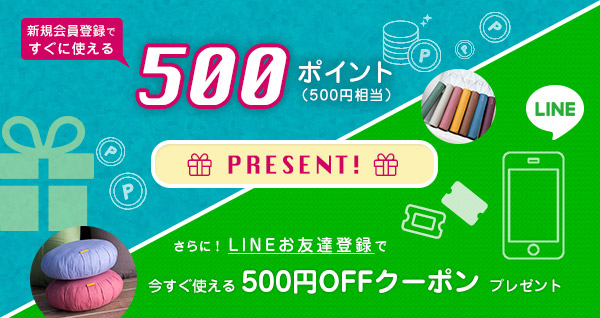 新規会員登録で
すぐに使える
500ポイント
(500円相当)
P
P
P
P
P
LINE
PRESENT!
さらに! LINEお友達登録で
今すぐ使える 500円OFFクーポン プレゼント